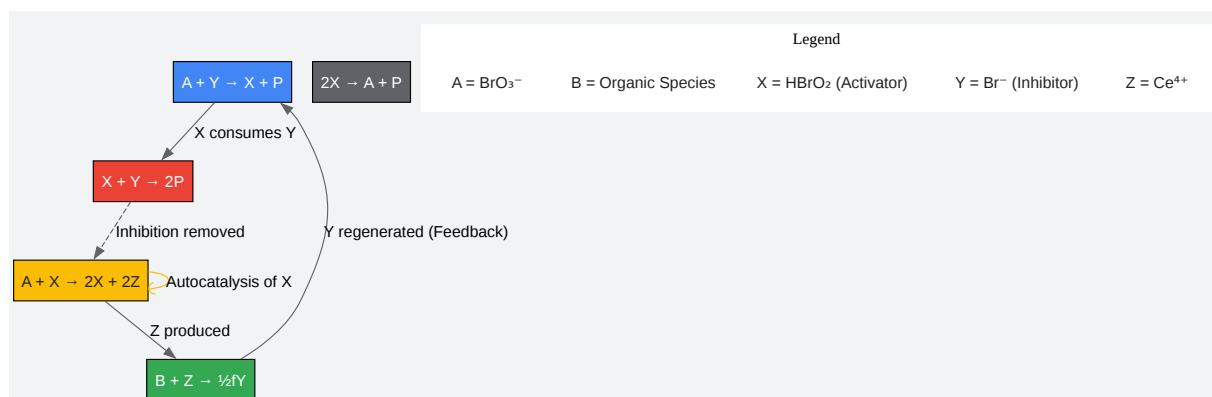 Legend
A + Y → X + P
2X → A + P
A = BrO₃⁻
B = Organic Species
X = HBrO₂ (Activator)
Y = Br⁻ (Inhibitor)
Z = Ce⁴⁺
X consumes Y
X + Y → 2P
Inhibition removed
Y regenerated (Feedback)
A + X → 2X + 2Z
Autocatalysis of X
Z produced
B + Z → ½fY